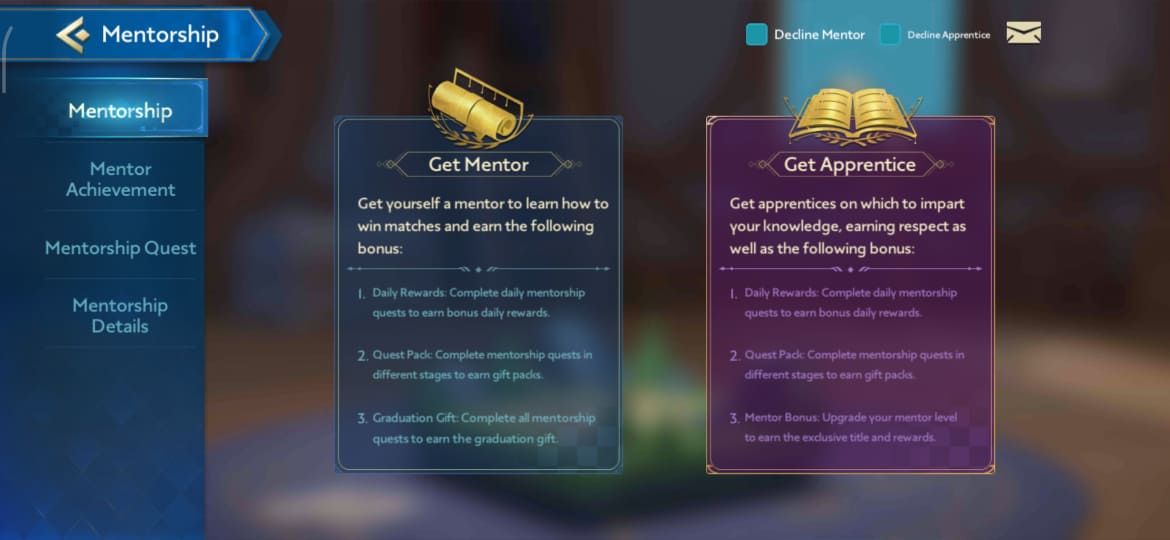 Mentorship
Decline Mentor
Decline Apprentice
Mentorship
Mentor
Achievement
Mentorship Quest
Mentorship
Details
Get Mentor
Get yourself a mentor to learn how to
win matches and earn the following
bonus:
1. Daily Rewards: Complete daily mentorship
quests to earn bonus daily rewards.
2. Quest Pack: Complete mentorship quests in
different stages to earn gift packs.
3. Graduation Gift: Complete all mentorship
quests to earn the graduation gift.
Get Apprentice
Get apprentices on which to impart
your knowledge, earning respect as
well as the following bonus:
1. Daily Rewards: Complete daily mentorship
quests to earn bonus daily rewards.
2. Quest Pack: Complete mentorship quests in
different stages to earn gift packs.
3. Mentor Bonus: Upgrade your mentor level
to earn the exclusive title and rewards.